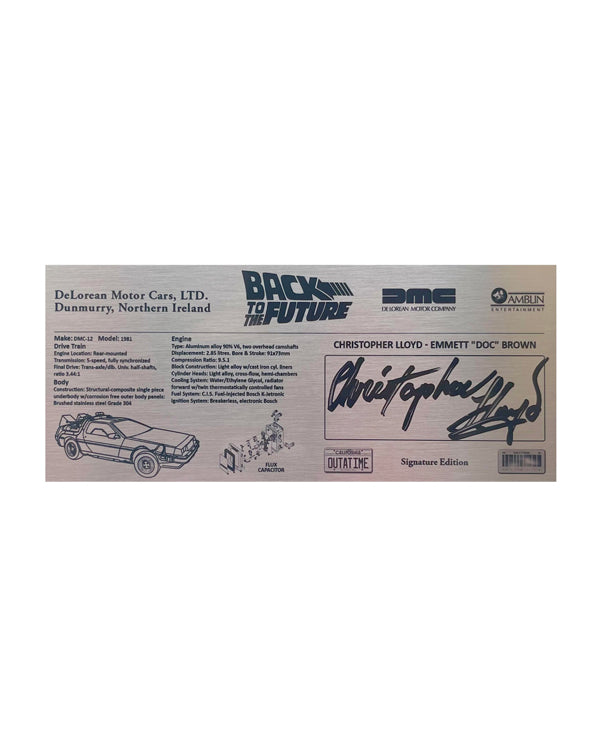 DeLorean Motor Cars, LTD.
Dunmurry, Northern Ireland
BACK
TO THE
FUTURE
DMC
DE LOREAN MOTOR COMPANY
AMBLIN
ENTERTAINMENT
Make: DMC-12 Model: 1981
Drive Train
Engine Location: Rear-mounted
Transmission: 5-speed, fully synchronized
Final Drive: Trans-axle/dib. Univ. half-shafts,
ratio 3.44:1
Body
Construction: Structural-composite single piece
underbody w/corrosion free outer body panels:
Brushed stainless steel Grade 304
Engine
Type: Aluminum alloy 90% V6, two overhead camshafts
Displacement: 2.85 litres. Bore & Stroke: 91x73mm
Compression Ratio: 9.5.1
Block Construction: Light alloy w/cast iron cyl. liners
Cylinder Heads: Light alloy, cross-flow, hemi-chambers
Cooling System: Water/Ethylene Glycol, radiator
forward w/twin thermostatically controlled fans
Fuel System: C.I.S. Fuel-injected Bosch K-Jetronic
Ignition System: Breakerless, electronic Bosch
FLUX
CAPACITOR
CHRISTOPHER LLOYD - EMMETT "DOC" BROWN
Christopher Lloyd
CALIFORNIA
OUTATIME
Signature Edition